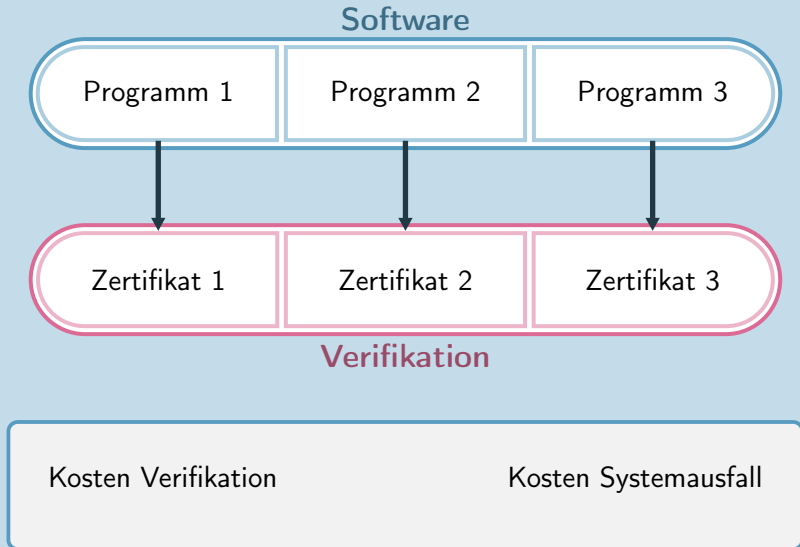 Software
Programm 1 Programm 2 Programm 3
Zertifikat 1 Zertifikat 2 Zertifikat 3
Verifikation
Kosten Verifikation Kosten Systemausfall